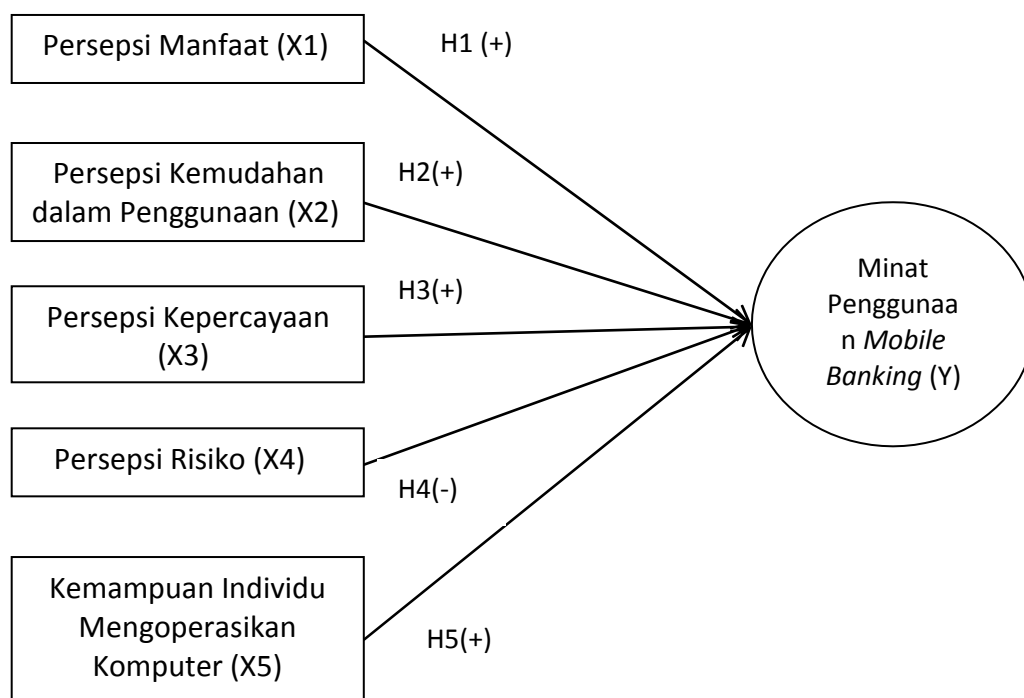 Persepsi Manfaat (X1)
H1 (+)
Persepsi Kemudahan
dalam Penggunaan (X2)
H2(+)
Persepsi Kepercayaan
(X3)
H3(+)
Persepsi Risiko (X4)
H4(-)
Kemampuan Individu
Mengoperasikan
Komputer (X5)
H5(+)
Minat
Penggunaa
n Mobile
Banking (Y)